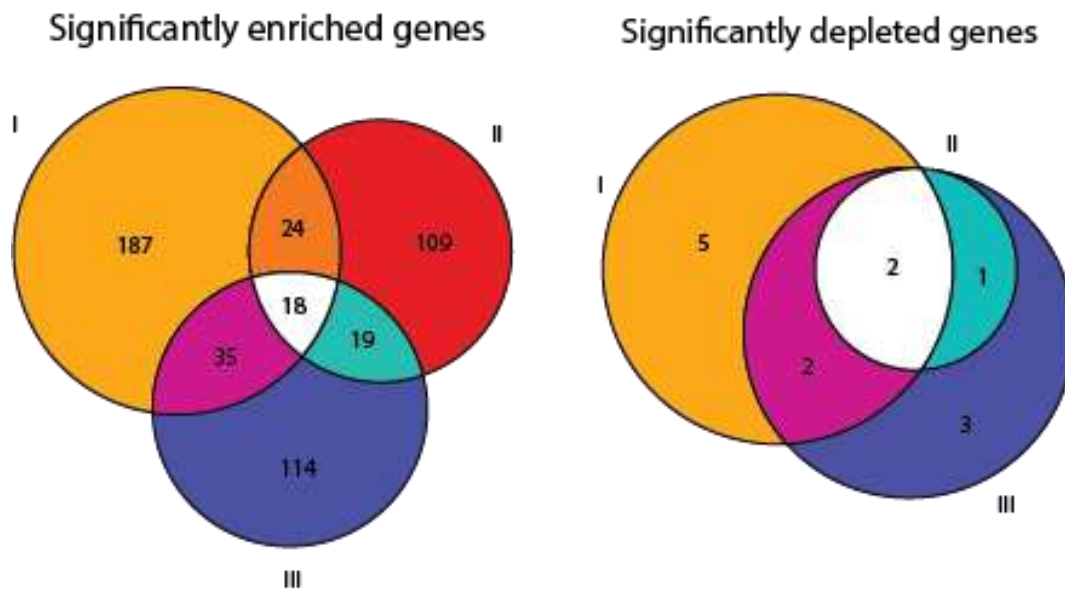 Significantly enriched genes
I
II
187
24
109
18
35
19
114
III
Significantly depleted genes
I
II
5
2
1
2
3
III